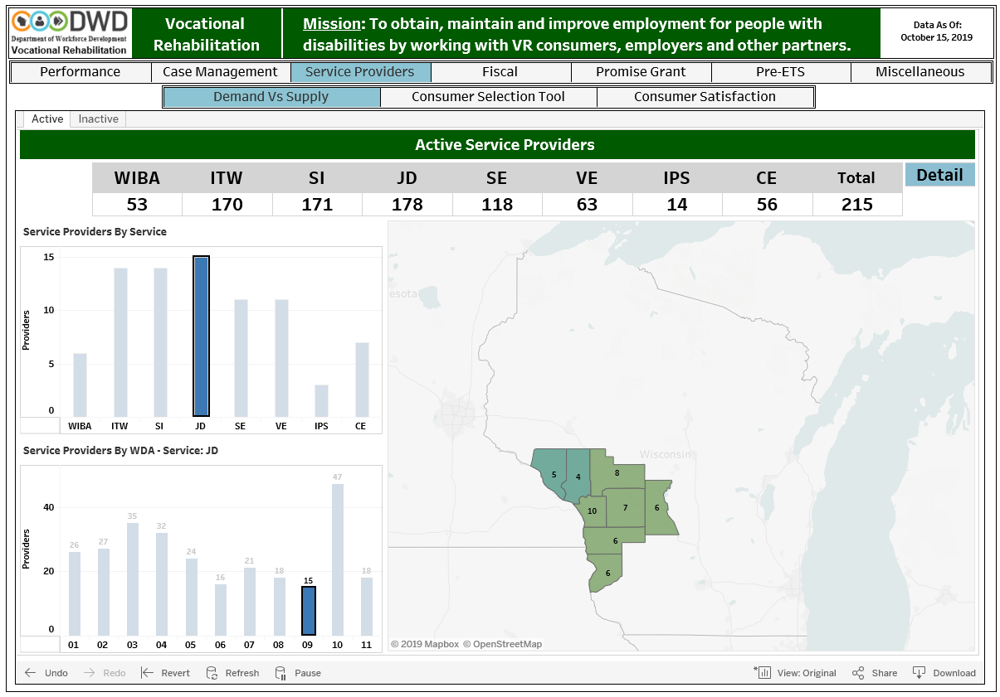 DWD
Department of Workforce Development
Vocational Rehabilitation
Vocational
Rehabilitation
Mission: To obtain, maintain and improve employment for people with
disabilities by working with VR consumers, employers and other partners.
Data As Of:
October 15, 2019
Performance
Case Management
Service Providers
Fiscal
Promise Grant
Pre-ETS
Miscellaneous
Demand Vs Supply
Consumer Selection Tool
Consumer Satisfaction
Active
Inactive
Active Service Providers
WIBA ITW SI JD SE VE IPS CE Total
53 170 171 178 118 63 14 56 215
Detail
Service Providers By Service
Providers
15
10
5
0
WIBA ITW SI JD SE VE IPS CE
Service Providers By WDA - Service: JD
Providers
40
20
0
26 27 35 32 24 16 21 18 15 47 18
01 02 03 04 05 06 07 08 09 10 11
esota
Wisconsin
5
4
8
10
7
6
6
6
© 2019 Mapbox © OpenStreetMap
Undo
Redo
Revert
Refresh
Pause
View: Original
Share
Download